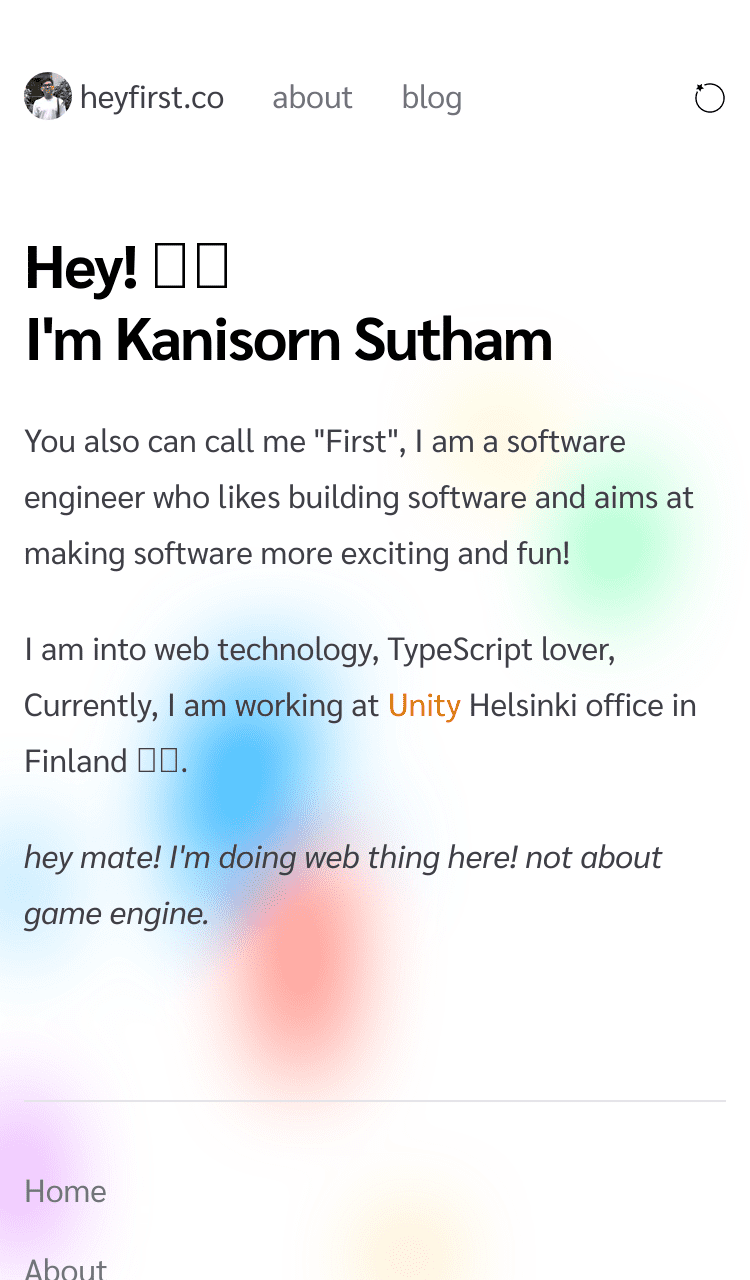 heyfirst.co about blog
Hey! 
I'm Kanisorn Sutham
You also can call me "First", I am a software
engineer who likes building software and aims at
making software more exciting and fun!
I am into web technology, TypeScript lover,
Currently, I am working at Unity Helsinki office in
Finland .
hey mate! I'm doing web thing here! not about
game engine.
Home
About